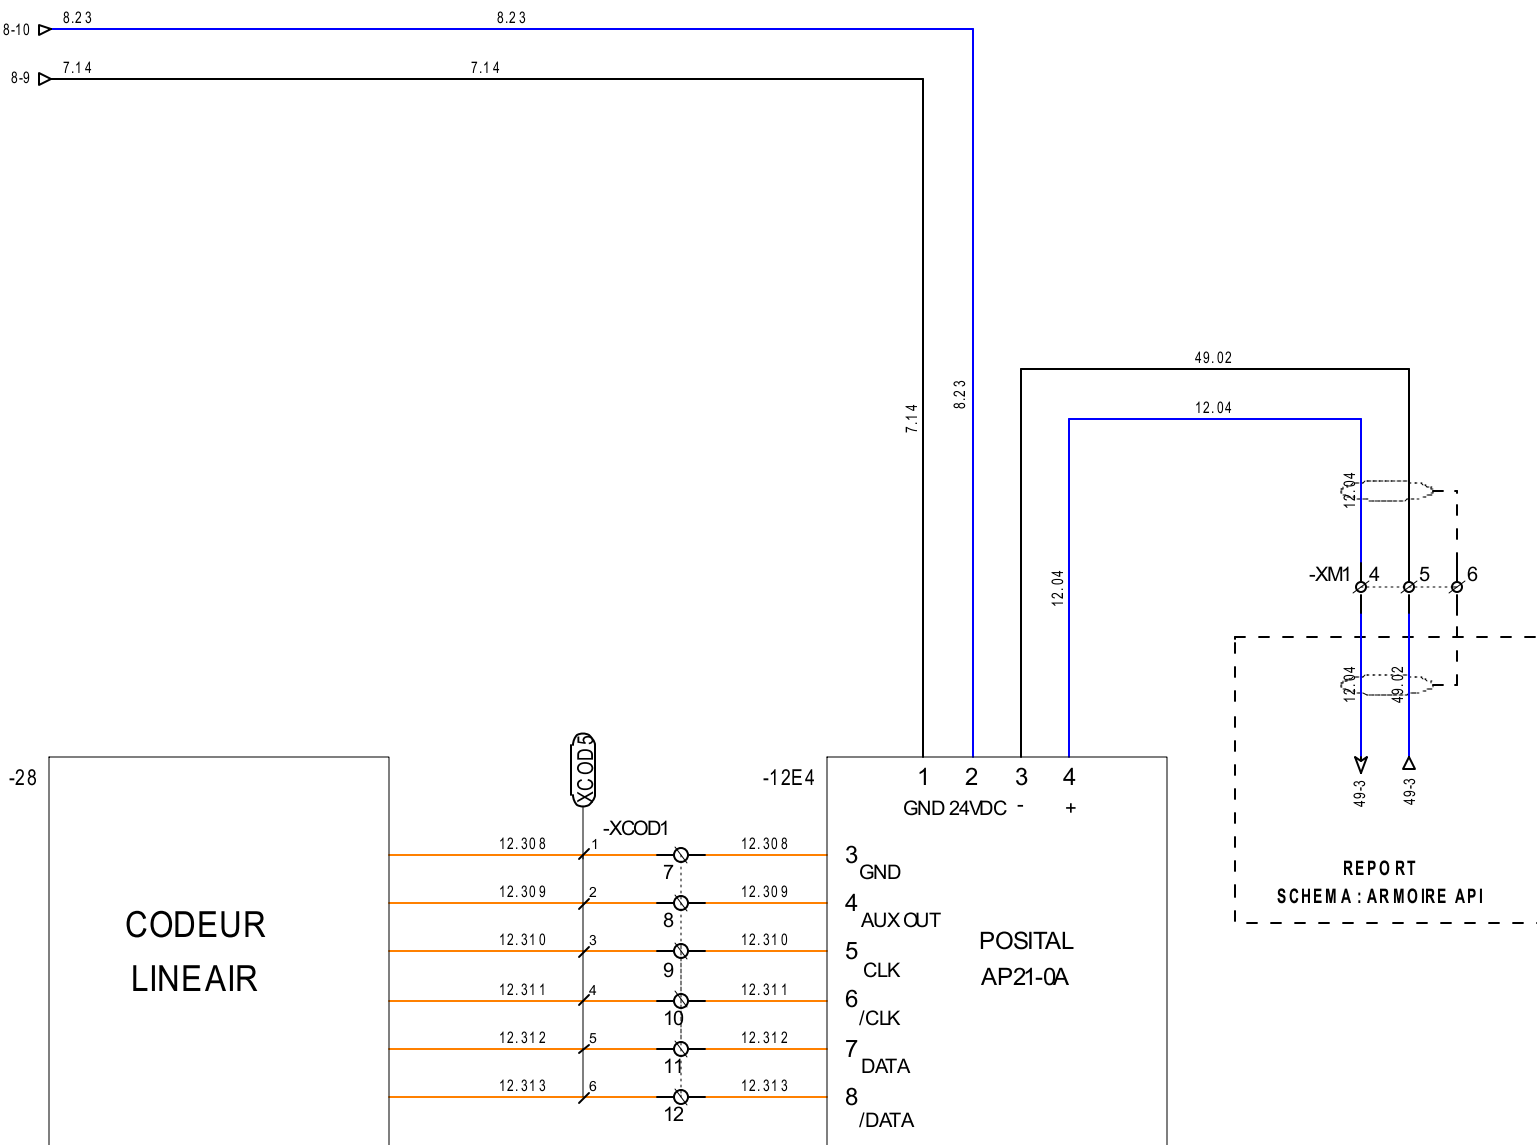 8-10
8.23
8.23
8-9
7.14
7.14
49.02
8.23
7.14
12.04
12.04
12.04
-XM1 4 5 6
12.04
49.02
49-3
49-3
REPORT
SCHEMA : ARMOIRE API
-28
XCOD5
-12E4
1 2 3 4
GND 24VDC - +
-XCOD1
CODEUR
LINEAIR
12.308 1 7 12.308 3 GND
12.309 2 8 12.309 4 AUX OUT
12.310 3 9 12.310 5 CLK
12.311 4 10 12.311 6 /CLK
12.312 5 11 12.312 7 DATA
12.313 6 12 12.313 8 /DATA
POSITAL
AP21-0A